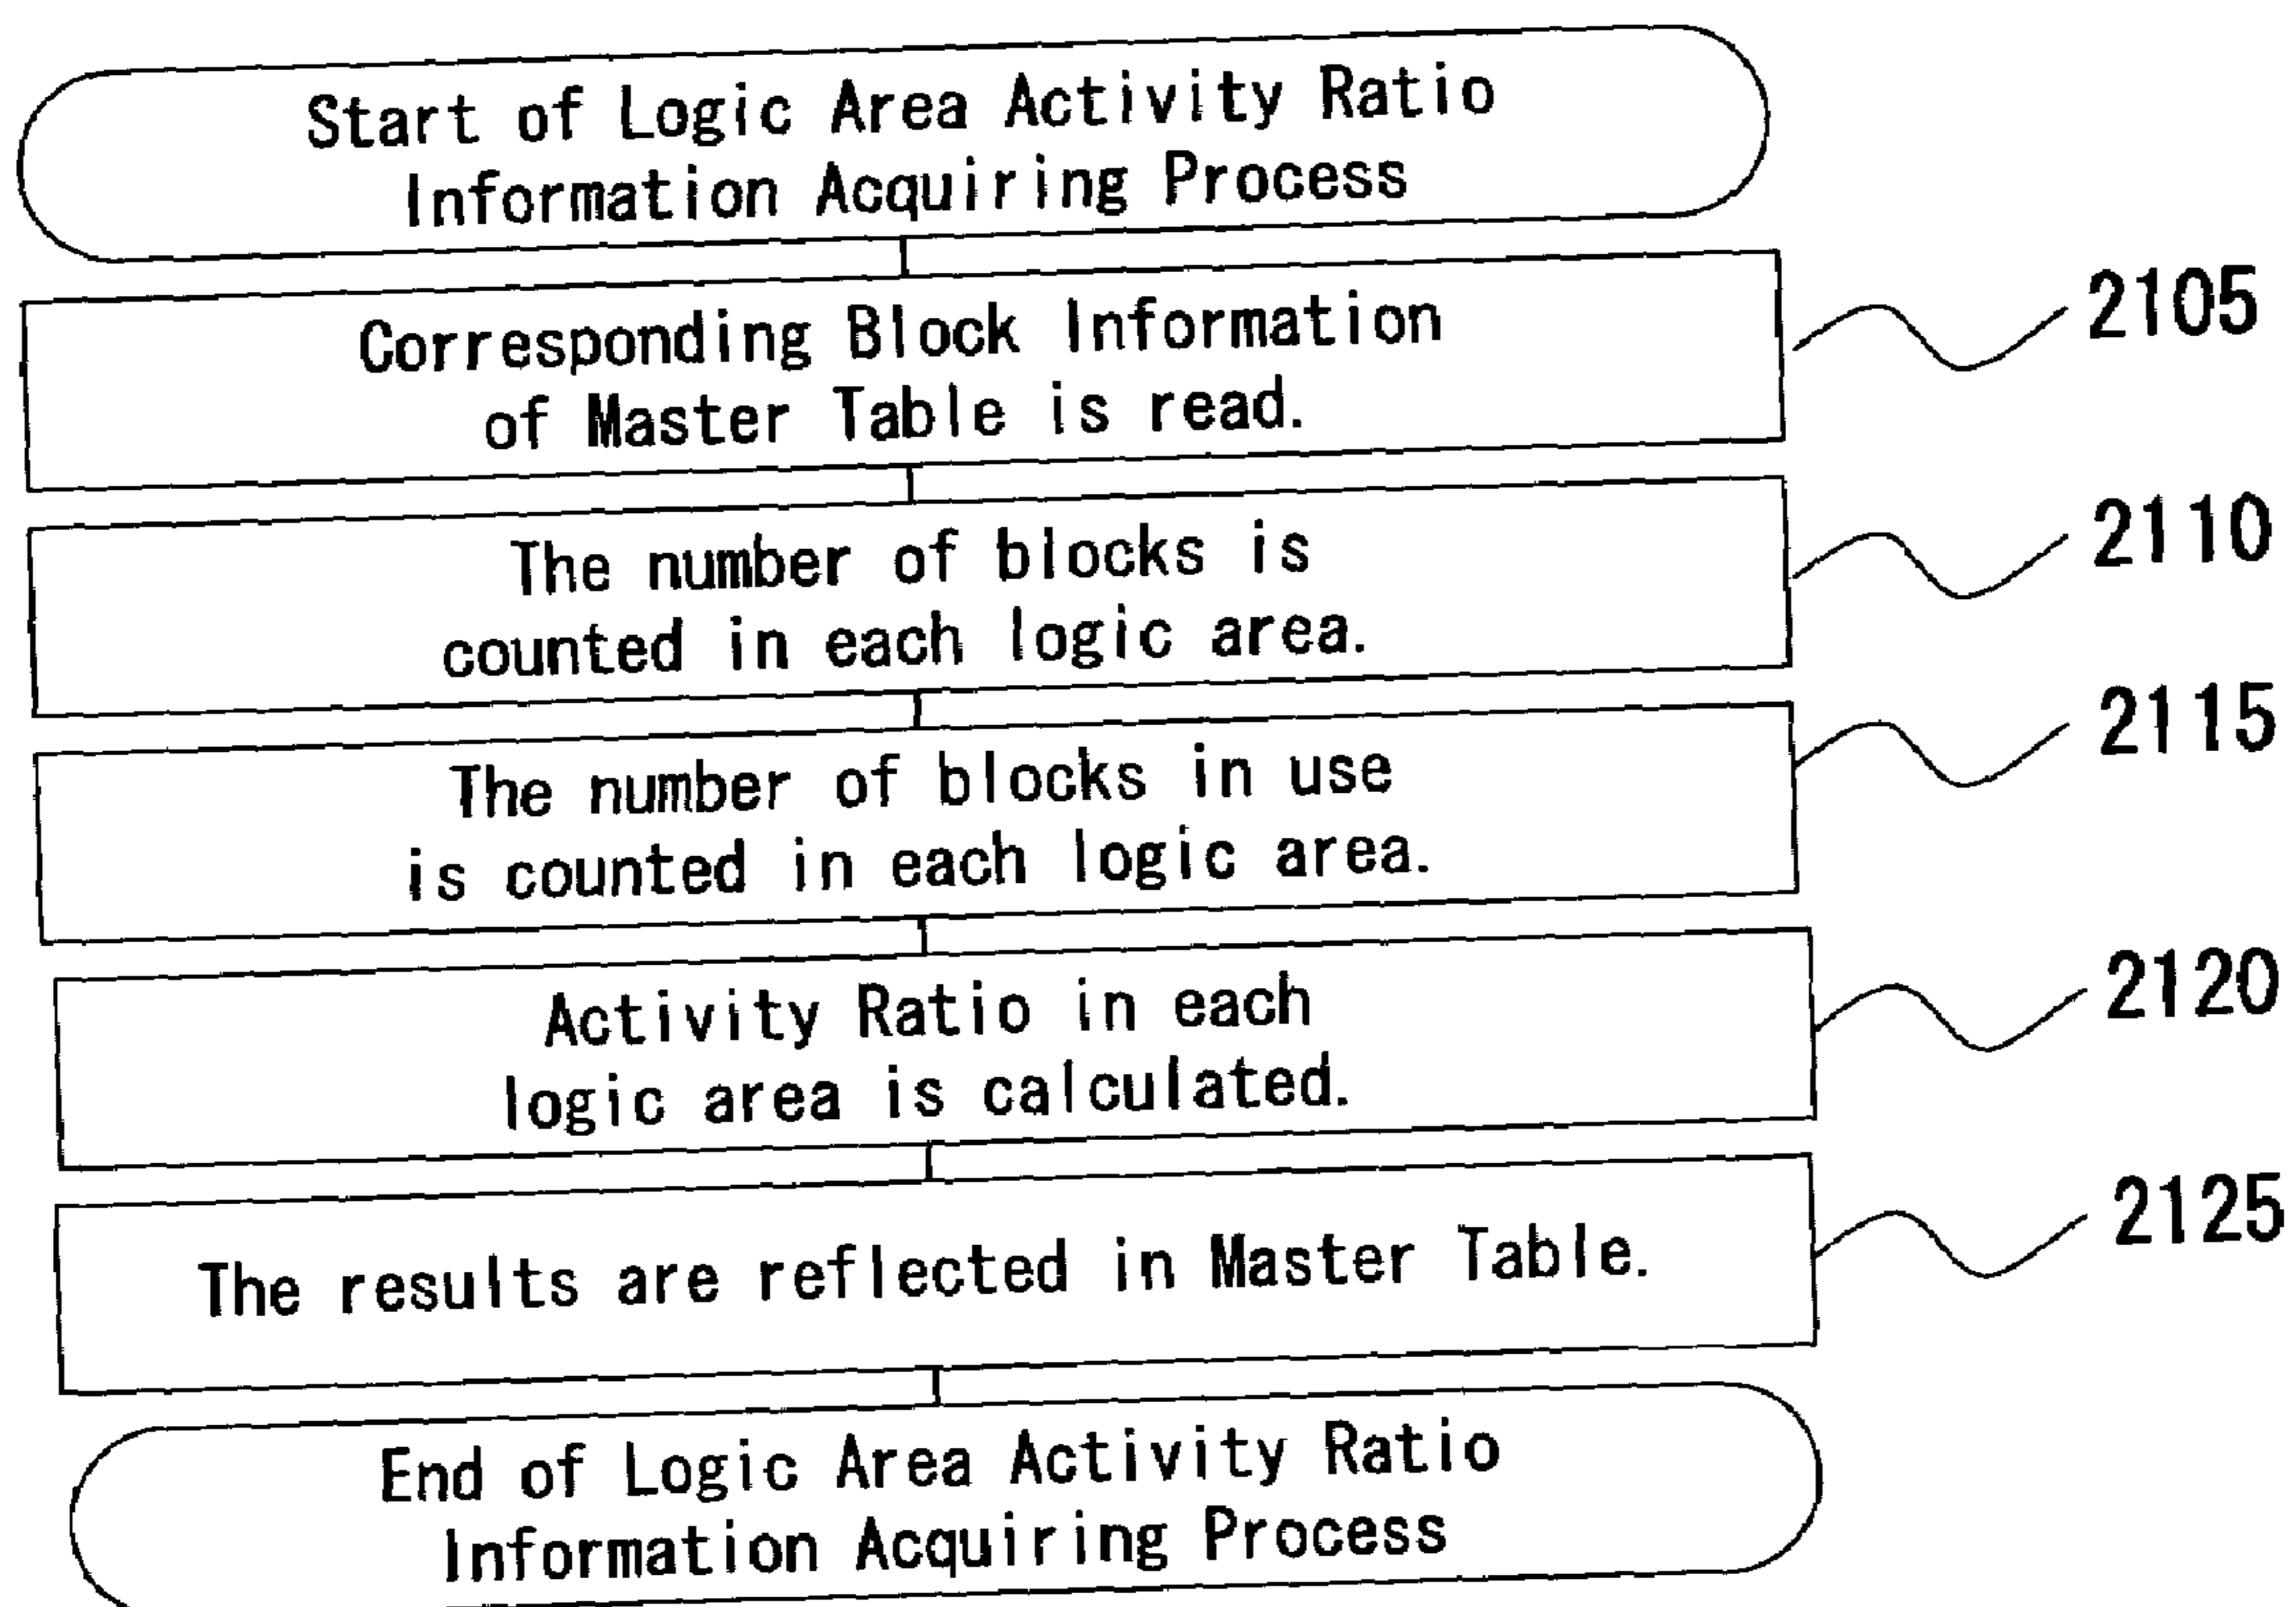 Start of Logic Area Activity Ratio
Information Acquiring Process
Corresponding Block Information
of Master Table is read.
2105
The number of blocks is
counted in each logic area.
2110
The number of blocks in use
is counted in each logic area.
2115
Activity Ratio in each
logic area is calculated.
2120
The results are reflected in Master Table.
2125
End of Logic Area Activity Ratio
Information Acquiring Process